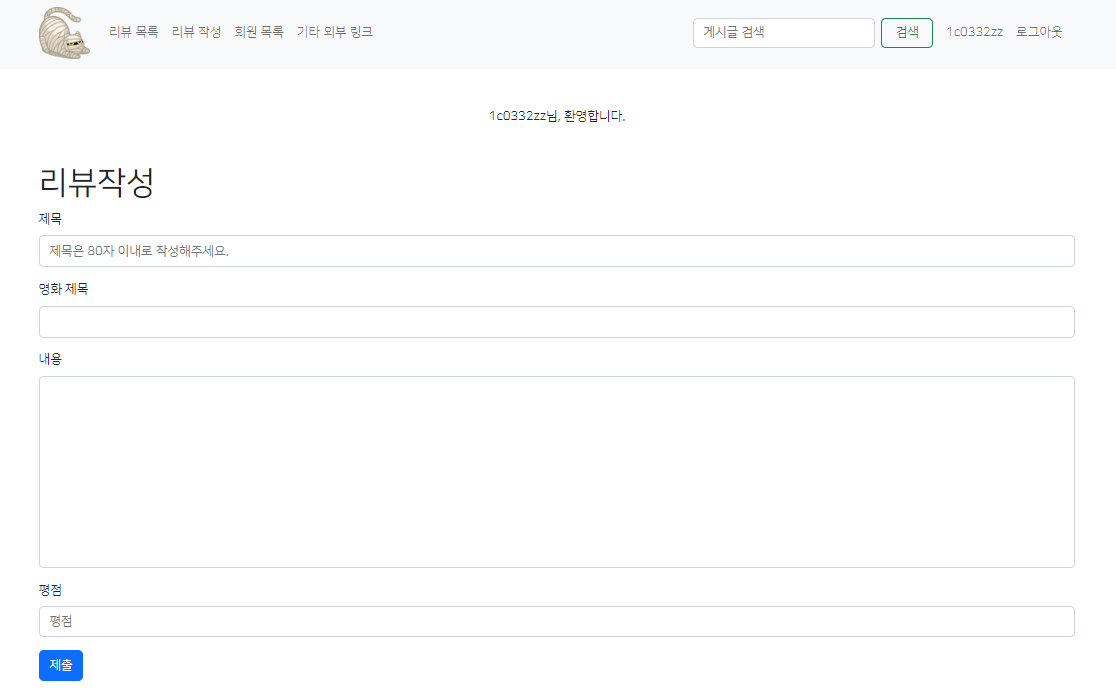 리뷰 목록 리뷰 작성 회원 목록 기타 외부 링크 게시글 검색 검색 1c0332zz 로그아웃
1c0332zz님, 환영합니다.
리뷰작성
제목
제목은 80자 이내로 작성해주세요.
영화 제목
내용
평점
평점
제출